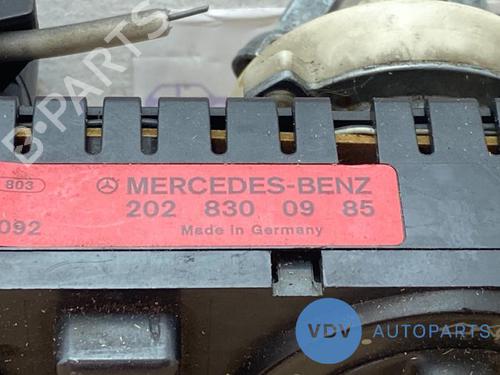 B-PARTS
803
MERCEDES-BENZ
092
202 830 09 85
Made in Germany
VDV AUTOPARTS